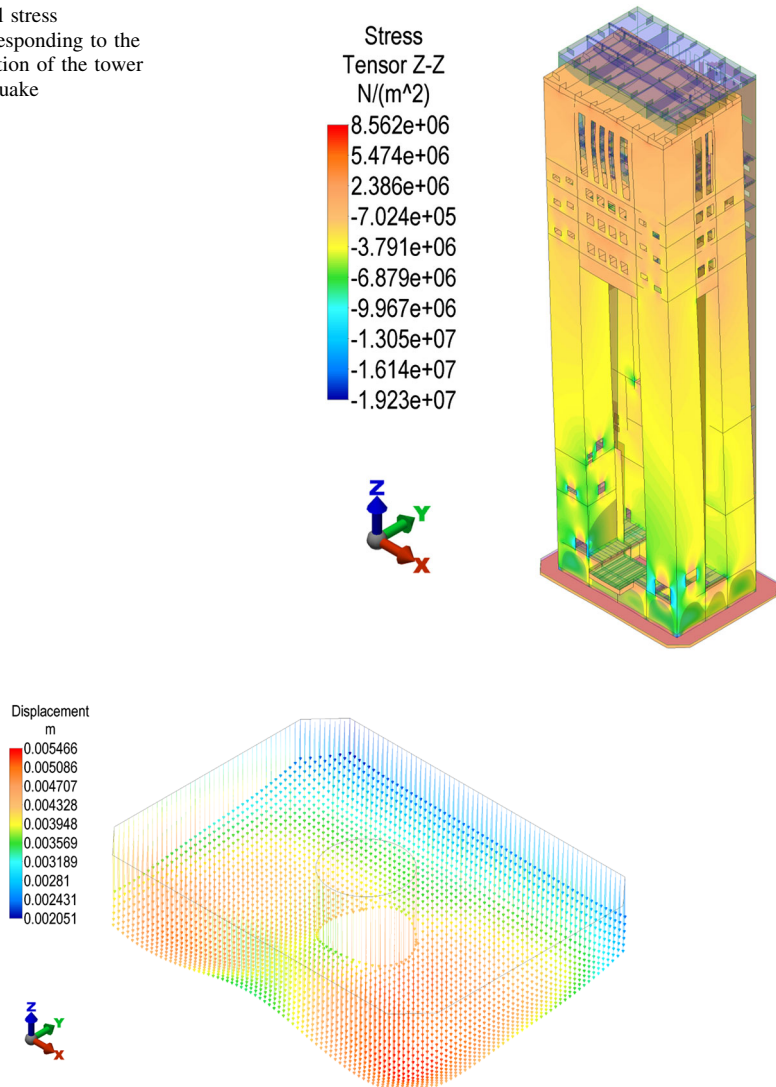 stress
to the
of the tower
Stress
Tensor Z-Z
N/(m^2)
8.562e+06
5.474e+06
2.386e+06
-7.024e+05
-3.791e+06
-6.879e+06
-9.967e+06
-1.305e+07
-1.614e+07
-1.923e+07
Z
Y
X
Displacement
m
0.005466
0.005086
0.004707
0.004328
0.003948
0.003569
0.003189
0.00281
0.002431
0.002051
Z
Y
X